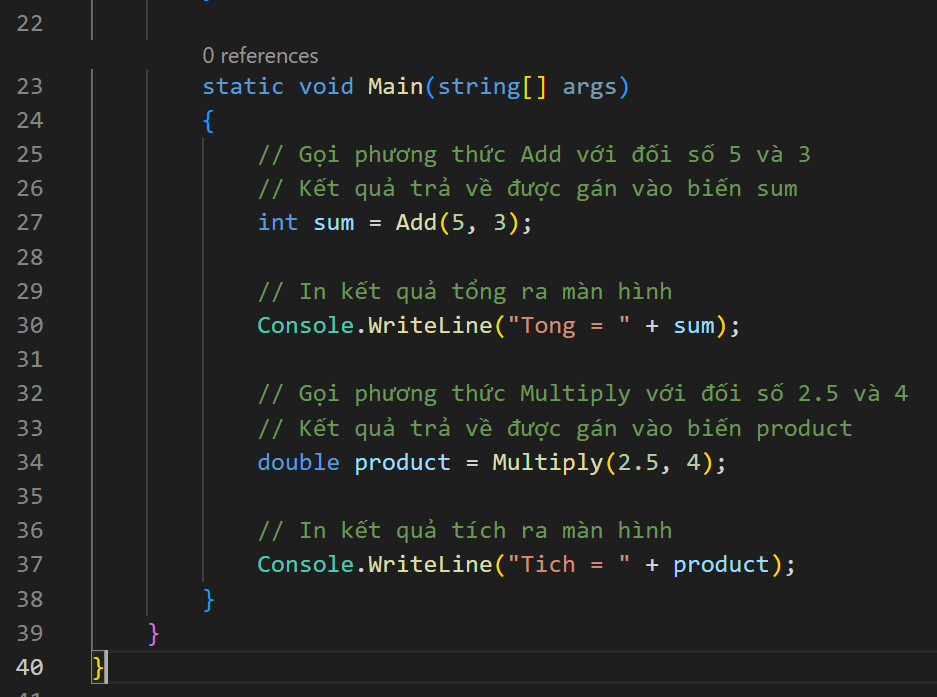 22
0 references
23 static void Main(string[] args)
24 {
25 // Gọi phương thức Add với đối số 5 và 3
26 // Kết quả trả về được gán vào biến sum
27 int sum = Add(5, 3);
28
29 // In kết quả tổng ra màn hình
30 Console.WriteLine("Tong = " + sum);
31
32 // Gọi phương thức Multiply với đối số 2.5 và 4
33 // Kết quả trả về được gán vào biến product
34 double product = Multiply(2.5, 4);
35
36 // In kết quả tích ra màn hình
37 Console.WriteLine("Tich = " + product);
38 }
39 }
40 }